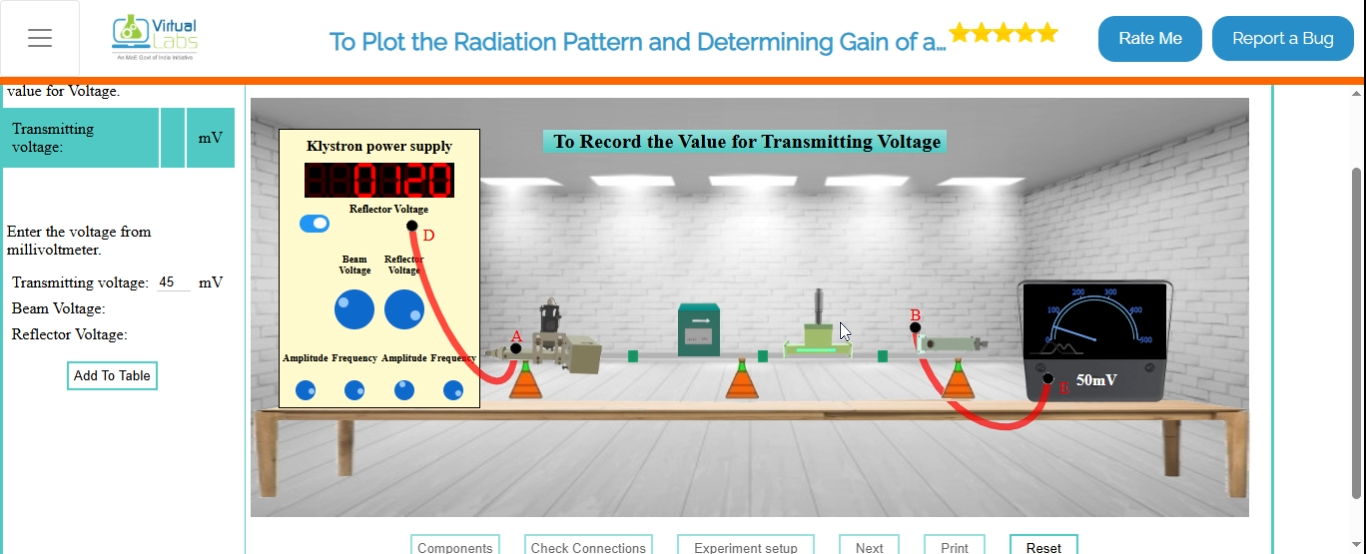 Virtual
Labs
An MoE Govt of India Initiative
To Plot the Radiation Pattern and Determining Gain of a...
Rate Me
Report a Bug
value for Voltage.
Transmitting
voltage:
mV
Enter the voltage from
millivoltmeter.
Transmitting voltage: 45 mV
Beam Voltage:
Reflector Voltage:
Add To Table
To Record the Value for Transmitting Voltage
Klystron power supply
0120
Reflector Voltage
D
Beam
Voltage
Reflector
Voltage
Amplitude Frequency Amplitude Frequency
A
B
100
200
300
400
500
E
50mV
Components
Check Connections
Experiment setup
Next
Print
Reset